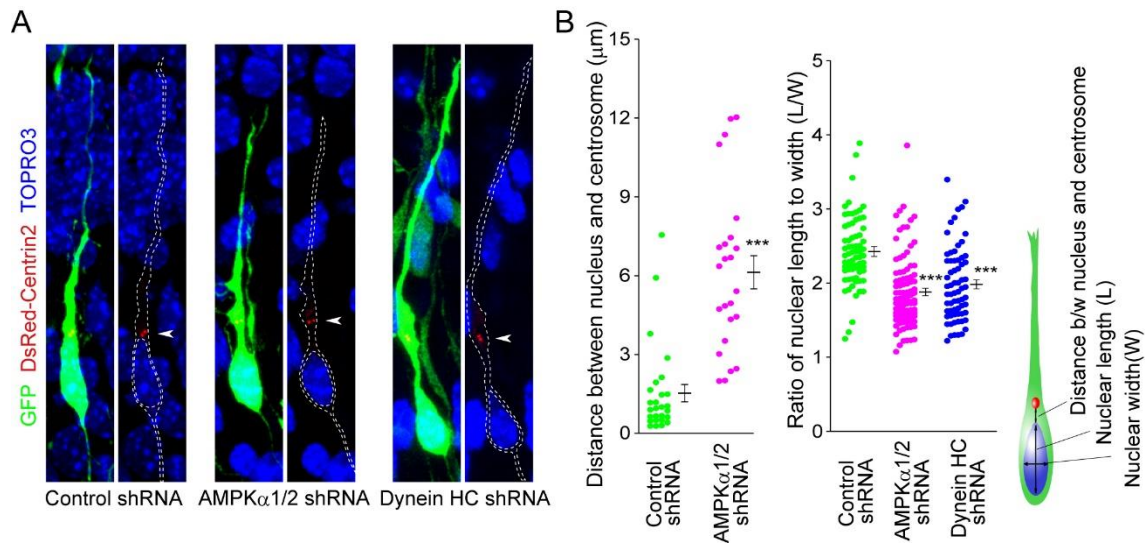 A
GFP DsRed-Centrin2 TOPRO3
Control shRNA
AMPKα1/2 shRNA
Dynein HC shRNA
B
Distance between nucleus and centrosome (μm)
15
12
9
6
3
0
***
Control
shRNA
AMPKα1/2
shRNA
Ratio of nuclear length to width (L/W)
5
4
3
2
1
0
***
***
Control
shRNA
AMPKα1/2
shRNA
Dynein HC
shRNA
Distance b/w nucleus and centrosome
Nuclear length (L)
Nuclear width(W)